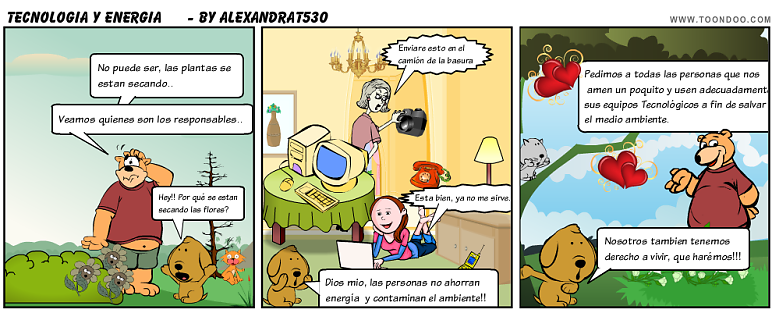 TECNOLOGIA Y ENERGIA - BY ALEXANDRAT530
WWW.TOONDOO.COM
No puede ser, las plantas se
estan secando..
Veamos quienes son los responsables..
Hey!! Por qué se estan
secando las flores?
Enviare esto en el
camión de la basura
Esta bien, ya no me sirve.
Dios mio, las personas no ahorran
energia y contaminan el ambiente!!
Pedimos a todas las personas que nos
amen un poquito y usen adecuadament
sus equipos Tecnológicos a fin de salvar
el medio ambiente.
Nosotros tambien tenemos
derecho a vivir, que harémos!!!